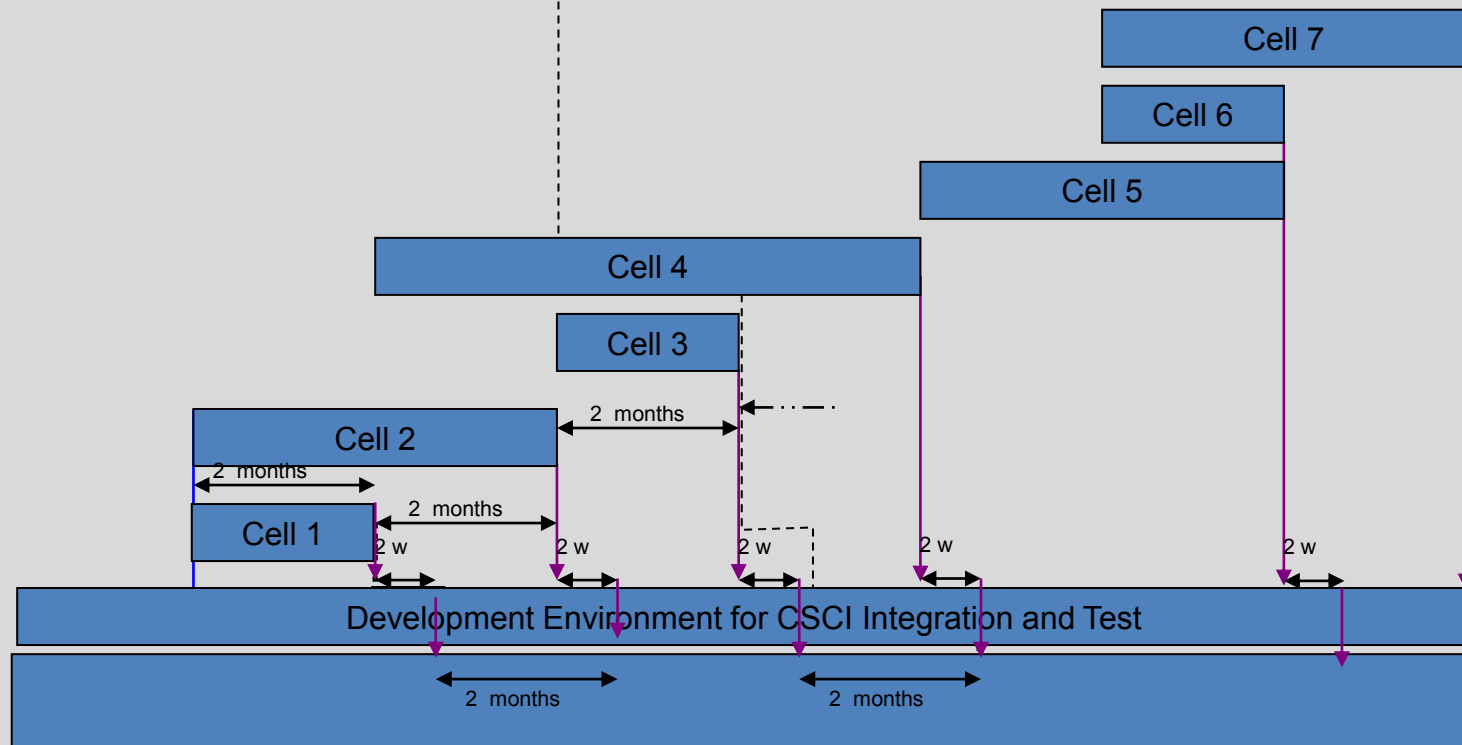 Cell 7
Cell 6
Cell 5
Cell 4
Cell 3
2 months
Cell 2
2 months
2 months
Cell 1
2 w
2 w
2 w
2 w
2 w
Development Environment for CSCI Integration and Test
2 months
2 months